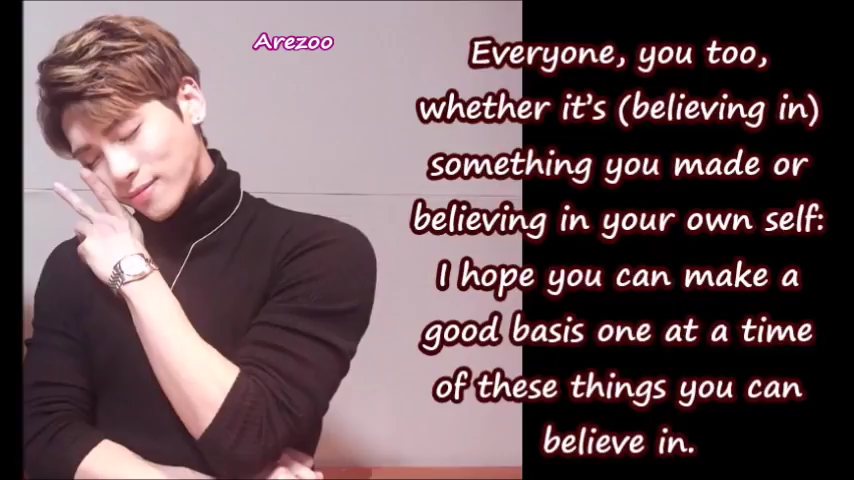 Arezoo
Everyone, you too,
whether it's (believing in)
something you made or
believing in your own self:
I hope you can make a
good basis one at a time
of these things you can
believe in.